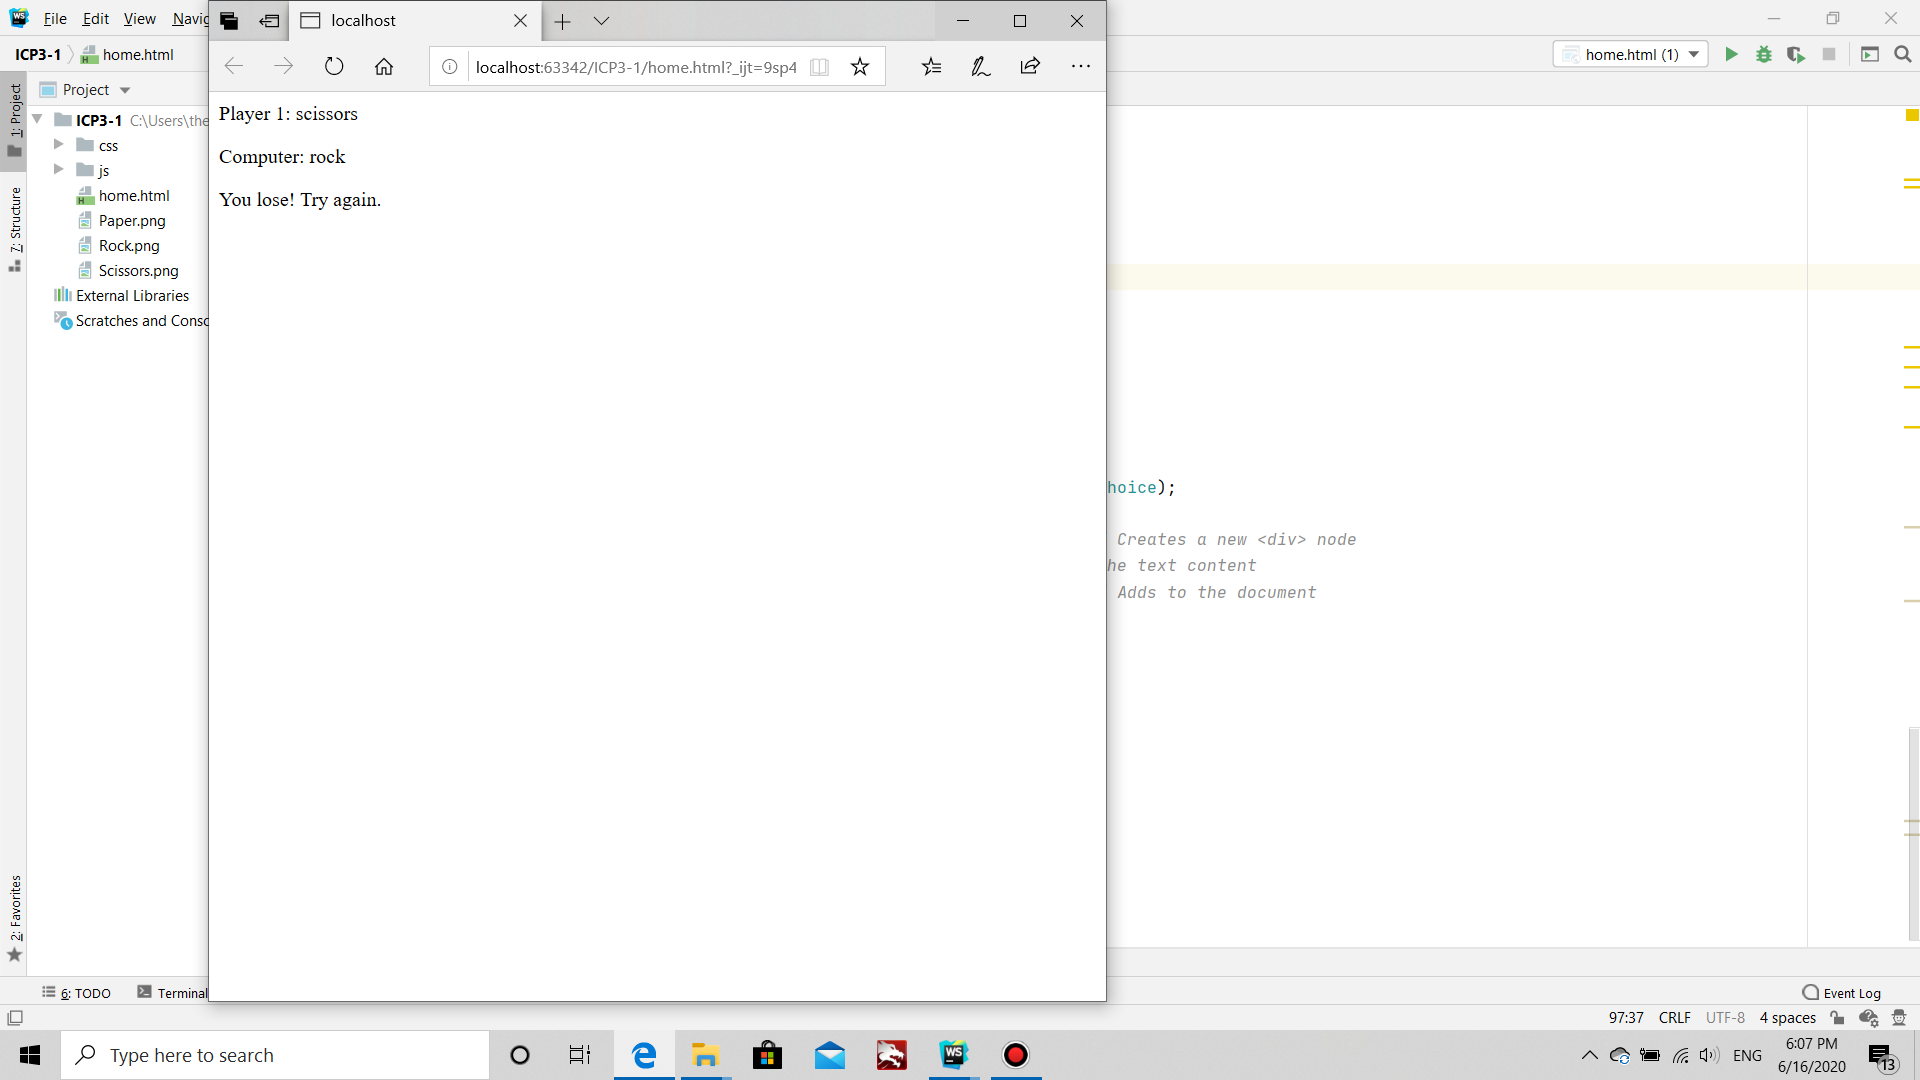 File Edit View Navig
localhost
ICP3-1 home.html
localhost:63342/ICP3-1/home.html?_ijt=9sp4
home.html (1)
Project
1: Project
7: Structure
2: Favorites
ICP3-1 C:\Users\the
css
js
home.html
Paper.png
Rock.png
Scissors.png
External Libraries
Scratches and Conso
Player 1: scissors
Computer: rock
You lose! Try again.
hoice);
Creates a new <div> node
he text content
Adds to the document
6: TODO Terminal
Event Log
97:37 CRLF UTF-8 4 spaces
Type here to search
WS
ENG
6:07 PM
6/16/2020
13